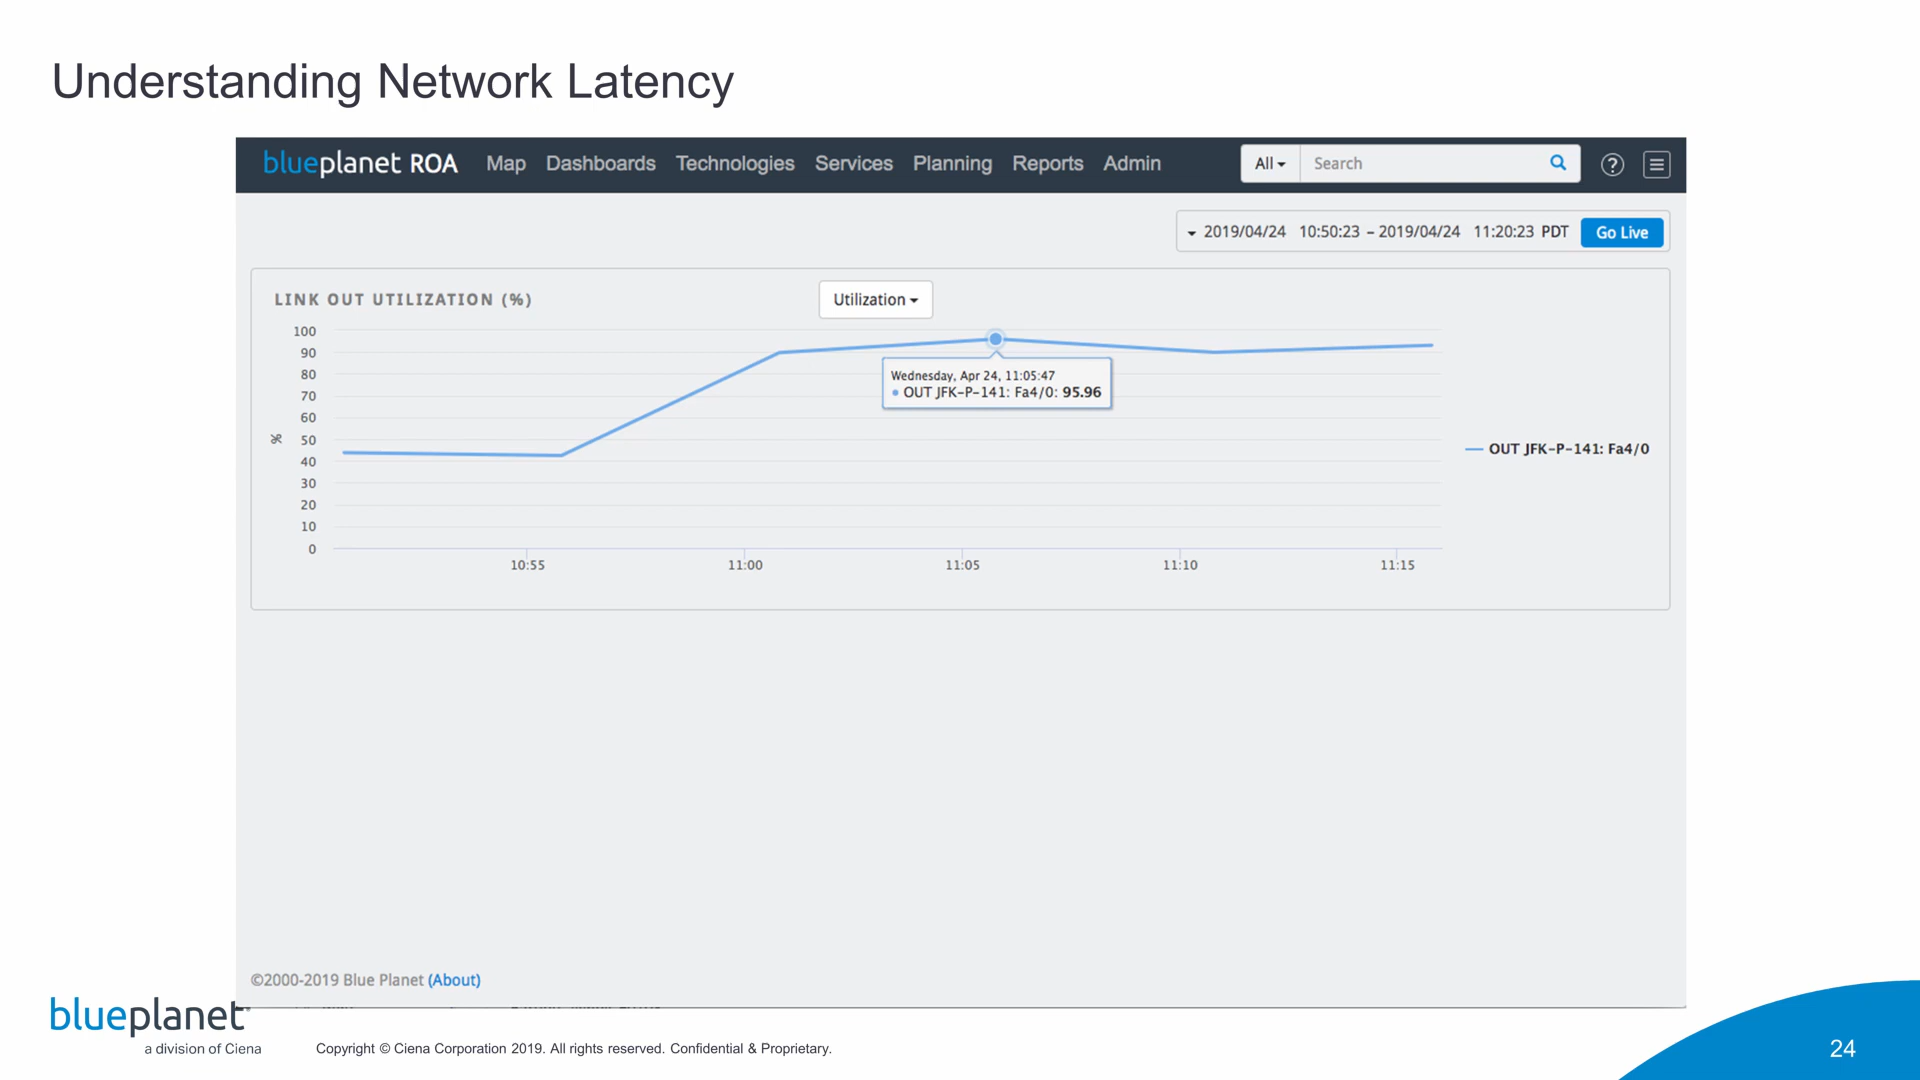 Understanding Network Latency
blueplanet ROA Map Dashboards Technologies Services Planning Reports Admin All Search ?
2019/04/24 10:50:23 – 2019/04/24 11:20:23 PDT Go Live
LINK OUT UTILIZATION (%) Utilization
100
90
80
70
60
50
40
30
20
10
0
%
Wednesday, Apr 24, 11:05:47
OUT JFK-P-141: Fa4/0: 95.96
OUT JFK-P-141: Fa4/0
10:55 11:00 11:05 11:10 11:15
©2000-2019 Blue Planet (About)
blueplanet
a division of Ciena
Copyright © Ciena Corporation 2019. All rights reserved. Confidential & Proprietary.
24